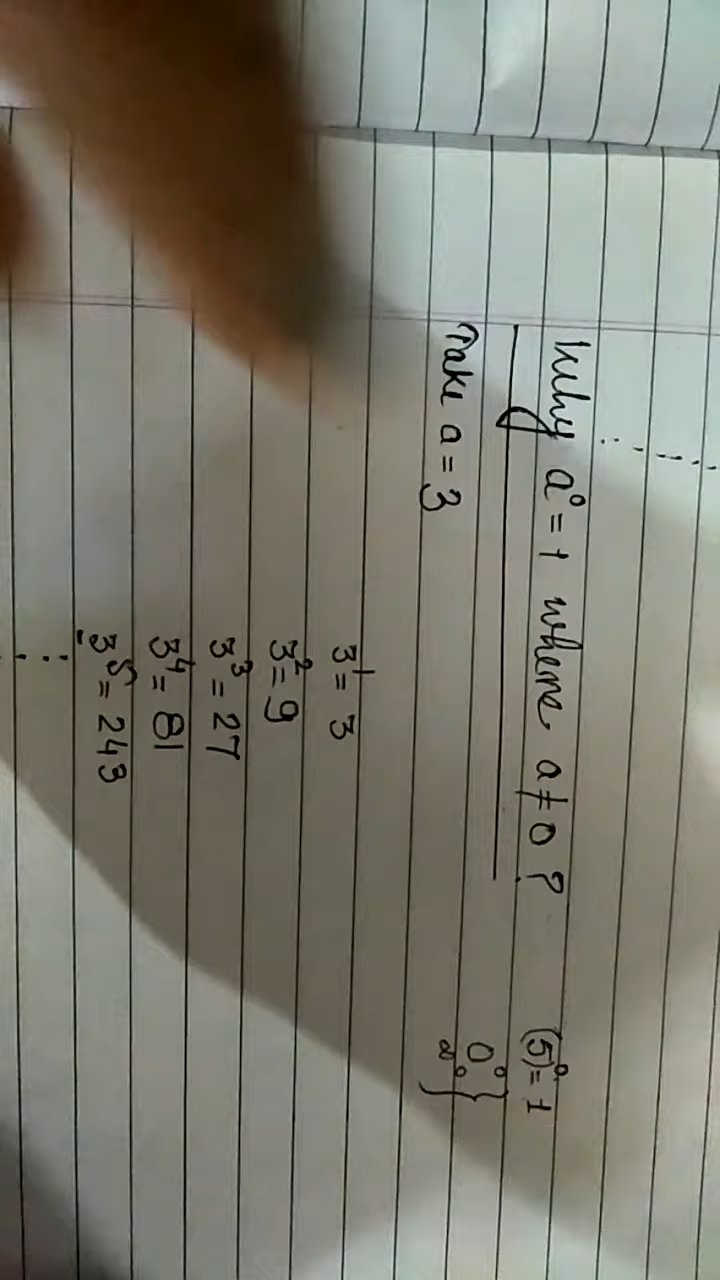 Why a⁰ = 1 where a ≠ 0 ?
(5)⁰ = 1
0⁰
∞⁰ }
Take a = 3
3¹ = 3
3² = 9
3³ = 27
3⁴ = 81
3⁵ = 243